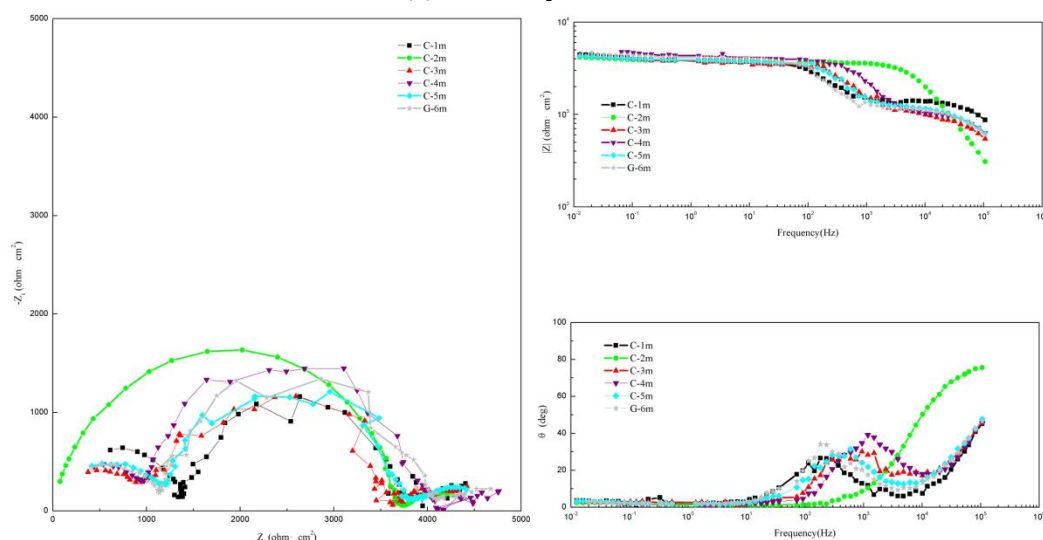 5000
4000
3000
2000
1000
0
-Z_i (ohm· cm²)
0 1000 2000 3000 4000 5000
Z (ohm· cm²)
C-1m
C-2m
C-3m
C-4m
C-5m
G-6m
10⁴
10³
10²
|Z| (ohm· cm²)
C-1m
C-2m
C-3m
C-4m
C-5m
G-6m
10⁻² 10⁻¹ 10⁰ 10¹ 10² 10³ 10⁴ 10⁵
Frequency(Hz)
100
80
60
40
20
0
θ (deg)
C-1m
C-2m
C-3m
C-4m
C-5m
G-6m
10⁻² 10⁻¹ 10⁰ 10¹ 10² 10³ 10⁴ 10⁵
Frequency(Hz)